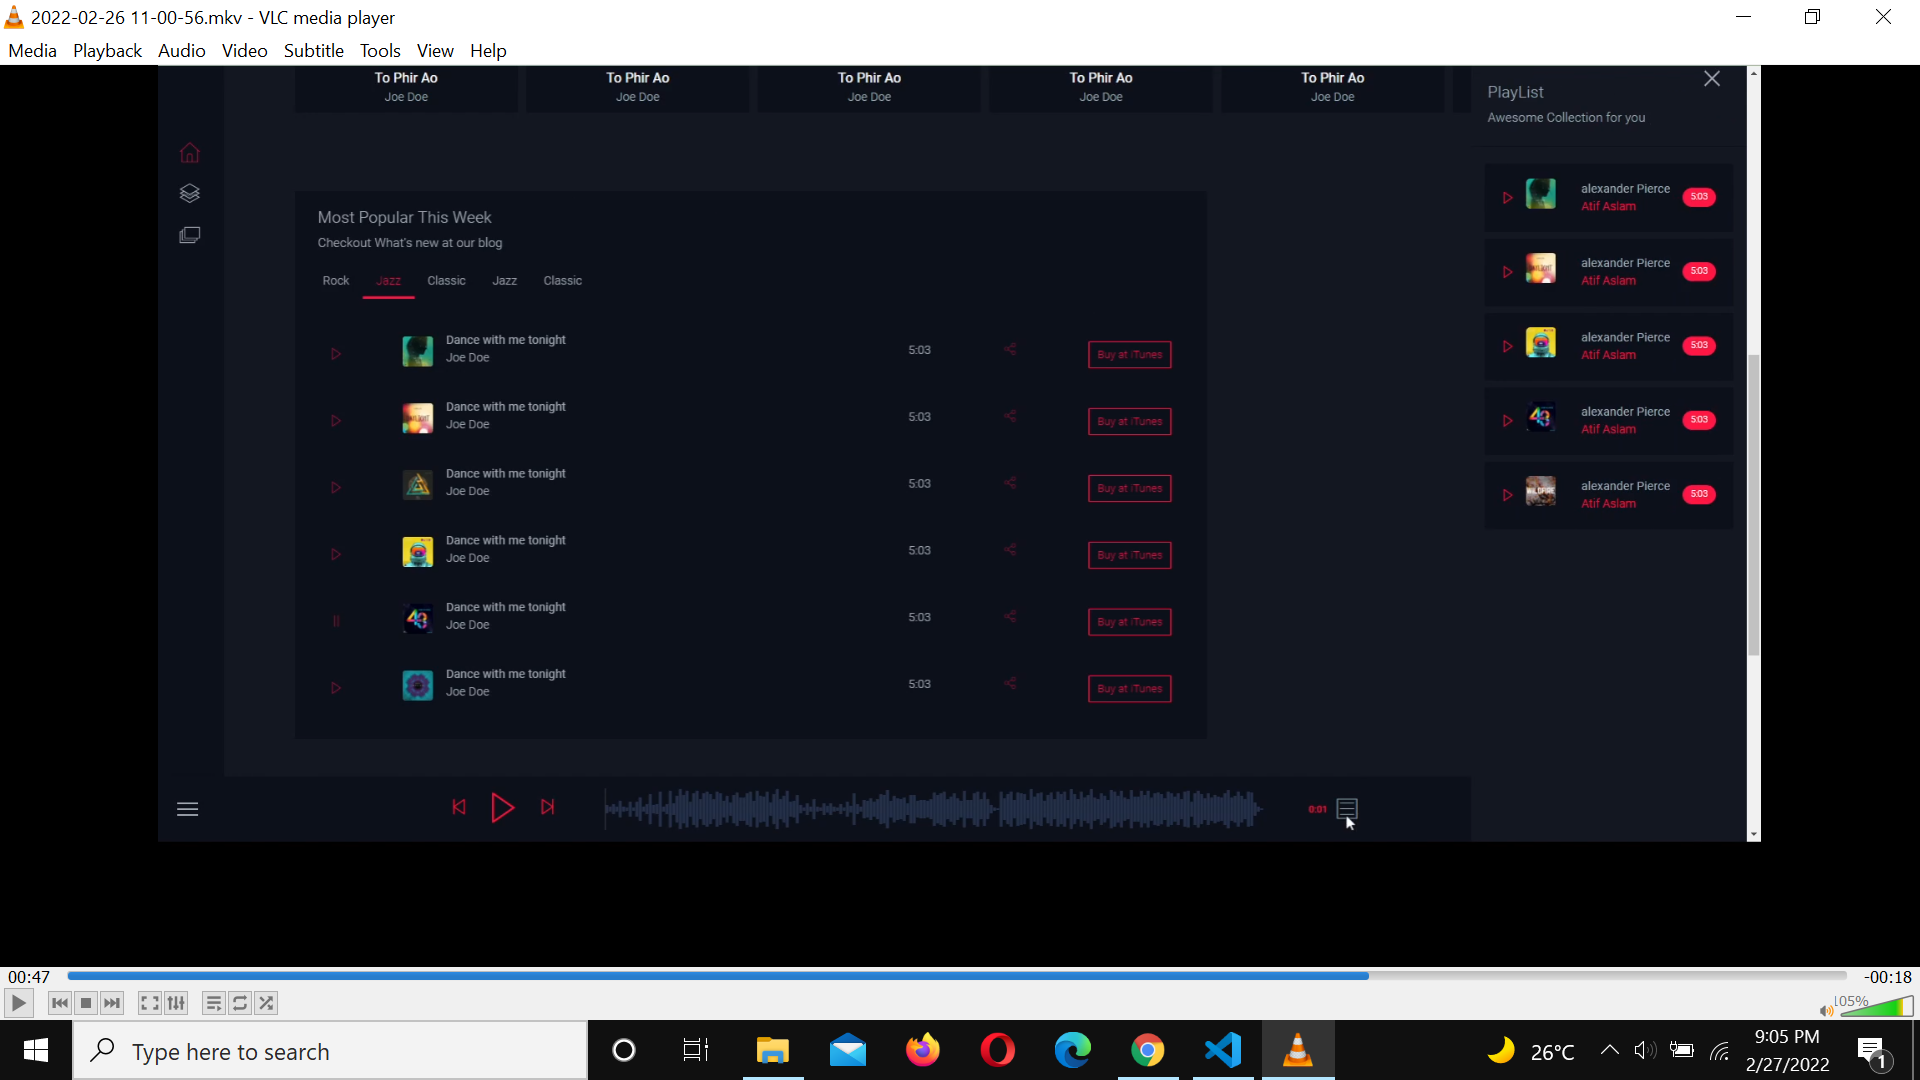 2022-02-26 11-00-56.mkv - VLC media player
Media Playback Audio Video Subtitle Tools View Help
To Phir Ao To Phir Ao To Phir Ao To Phir Ao To Phir Ao
Joe Doe Joe Doe Joe Doe Joe Doe Joe Doe
Most Popular This Week
Checkout What's new at our blog
Rock Jazz Classic Jazz Classic
Dance with me tonight
Joe Doe
5:03
Buy at iTunes
Dance with me tonight
Joe Doe
5:03
Buy at iTunes
Dance with me tonight
Joe Doe
5:03
Buy at iTunes
Dance with me tonight
Joe Doe
5:03
Buy at iTunes
Dance with me tonight
Joe Doe
5:03
Buy at iTunes
Dance with me tonight
Joe Doe
5:03
Buy at iTunes
PlayList
Awesome Collection for you
alexander Pierce
Atif Aslam
5:03
alexander Pierce
Atif Aslam
5:03
alexander Pierce
Atif Aslam
5:03
alexander Pierce
Atif Aslam
5:03
alexander Pierce
Atif Aslam
5:03
0:01
00:47
-00:18
105%
Type here to search
26°C
9:05 PM
2/27/2022
1